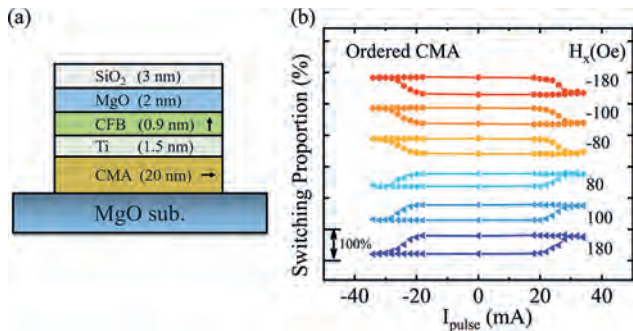 (a)
SiO₂ (3 nm)
MgO (2 nm)
CFB (0.9 nm)
Ti (1.5 nm)
CMA (20 nm)
MgO sub.
(b)
Ordered CMA
Hₓ(Oe)
-180
-100
-80
80
100
180
100%
Switching Proportion (%)
-40 -20 0 20 40
I_pulse (mA)